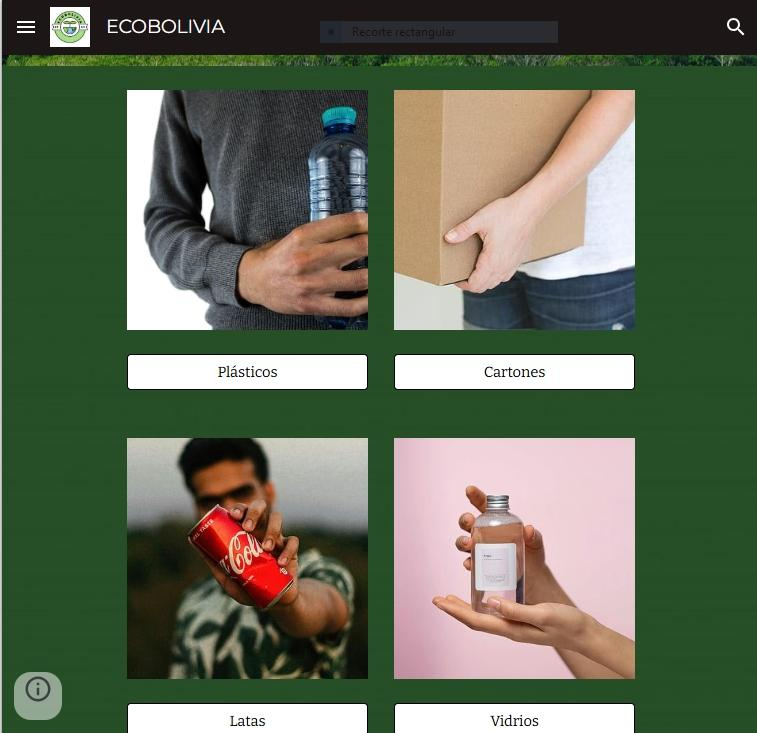 ECOBOLIVIA
Recorte rectangular
Plásticos
Cartones
Latas
Vidrios